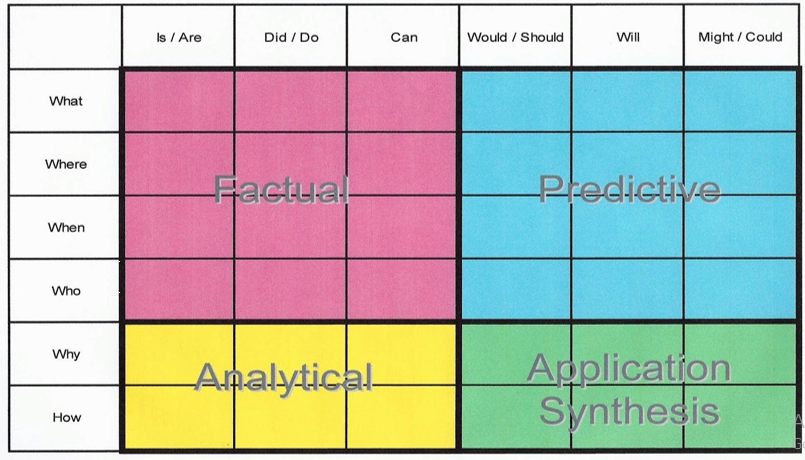 Is / Are Did / Do Can Would / Should Will Might / Could
What
Where
Factual Predictive
When
Who
Why
Analytical Application
Synthesis
How